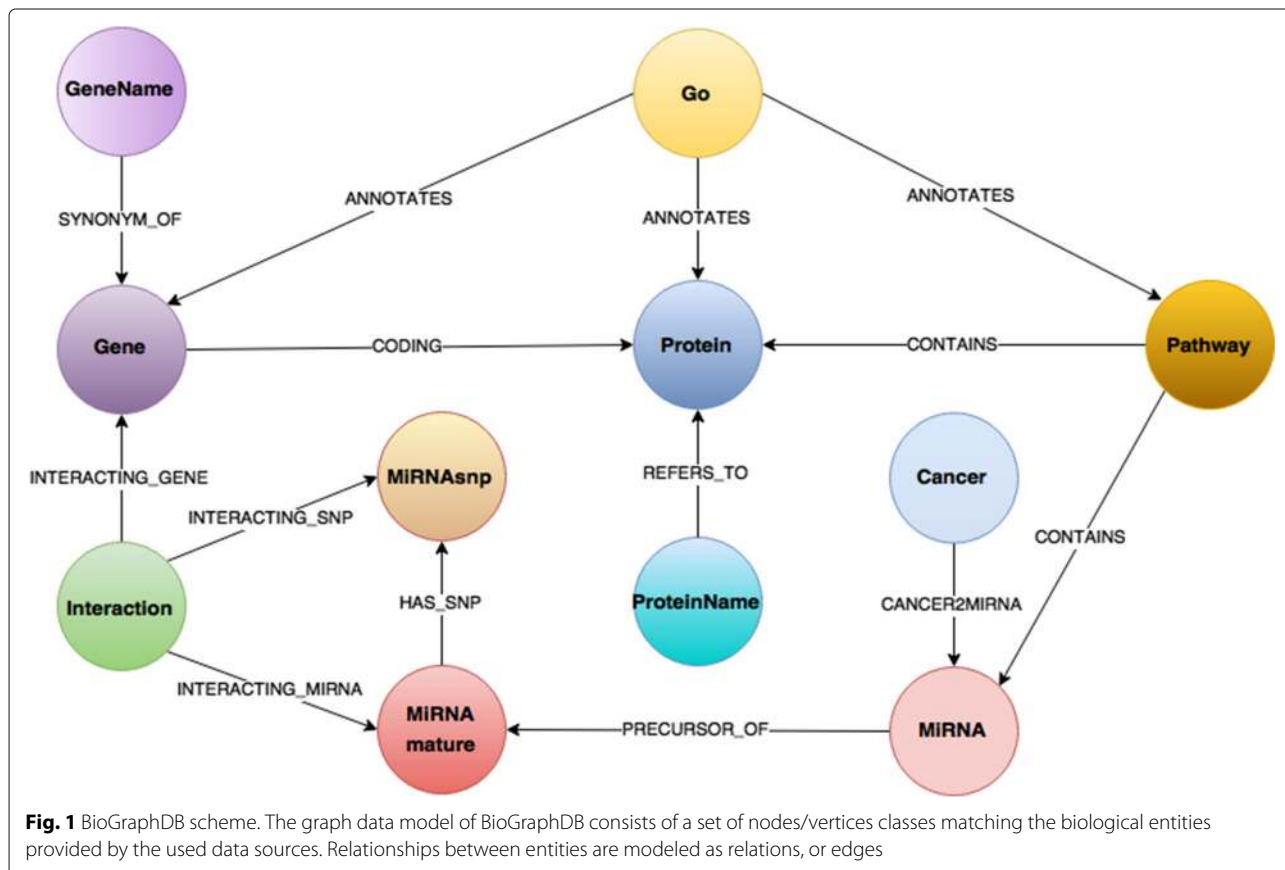 GeneName
Go
ANNOTATES
ANNOTATES
ANNOTATES
SYNONYM_OF
Gene
CODING
Protein
CONTAINS
Pathway
INTERACTING_GENE
MiRNAsnp
REFERS_TO
Cancer
INTERACTING_SNP
CONTAINS
Interaction
HAS_SNP
ProteinName
CANCER2MIRNA
INTERACTING_MIRNA
MiRNA
mature
PRECURSOR_OF
MiRNA
Fig. 1 BioGraphDB scheme. The graph data model of BioGraphDB consists of a set of nodes/vertices classes matching the biological entities
provided by the used data sources. Relationships between entities are modeled as relations, or edges